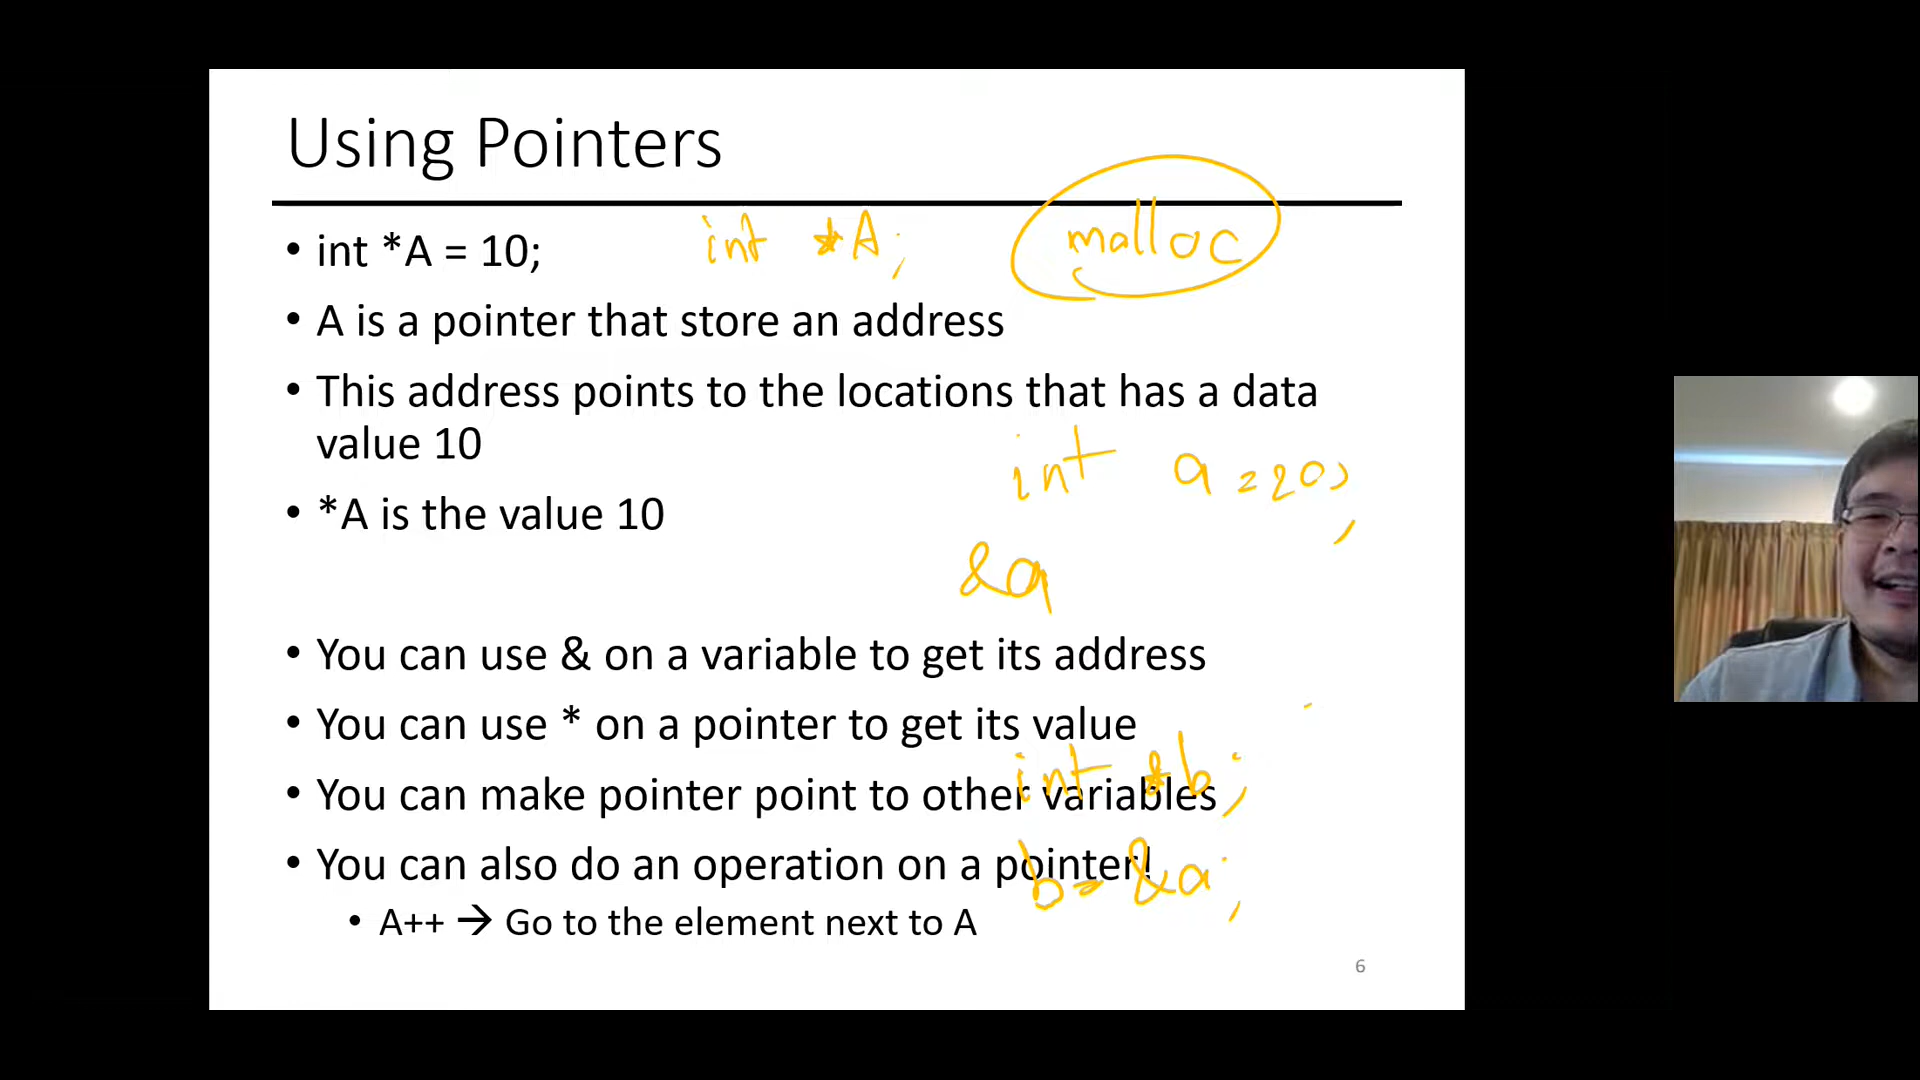 Using Pointers
• int *A = 10;
int *A;
malloc
• A is a pointer that store an address
• This address points to the locations that has a data
value 10
int a = 20;
• *A is the value 10
&a
• You can use & on a variable to get its address
• You can use * on a pointer to get its value
int *b;
• You can make pointer point to other variables
• You can also do an operation on a pointer!
b = &a;
• A++ → Go to the element next to A
6